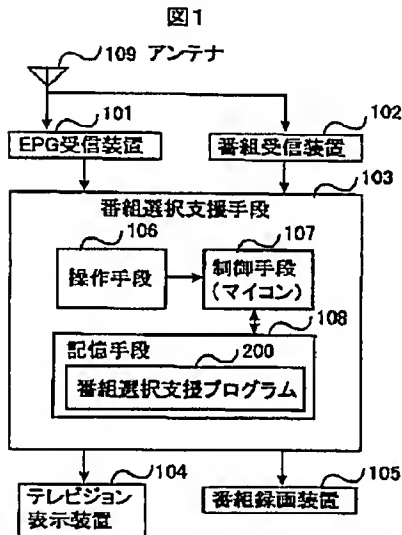 図1
109 アンテナ
101
102
EPG受信装置
番組受信装置
103
番組選択支援手段
106
107
操作手段
制御手段
(マイコン)
108
記憶手段
200
番組選択支援プログラム
104
105
テレビジョン
表示装置
番組録画装置